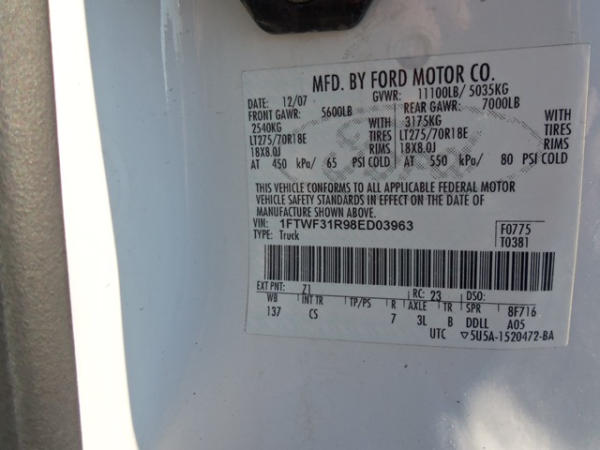 MFD. BY FORD MOTOR CO.
DATE: 12/07 GVWR: 11100LB/ 5035KG
FRONT GAWR: 5600LB REAR GAWR: 7000LB
2540KG WITH 3175KG WITH
LT275/70R18E TIRES LT275/70R18E TIRES
18X8.0J RIMS 18X8.0J RIMS
AT 450 kPa/ 65 PSI COLD AT 550 kPa/ 80 PSI COLD
THIS VEHICLE CONFORMS TO ALL APPLICABLE FEDERAL MOTOR
VEHICLE SAFETY STANDARDS IN EFFECT ON THE DATE OF
MANUFACTURE SHOWN ABOVE.
VIN: 1FTWF31R98ED03963 F0775
TYPE: Truck T0381
EXT PNT: Z1 RC: 23 DSO:
WB INT TR TP/PS R AXLE TR SPR 8F716
137 CS 7 3L B DDLL A05
UTC ▽5U5A-1520472-BA